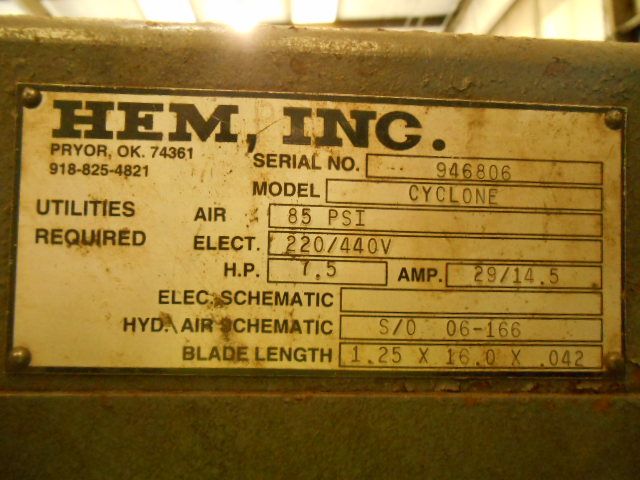 HEM, INC.
PRYOR, OK. 74361
918-825-4821
SERIAL NO. 946806
MODEL CYCLONE
UTILITIES REQUIRED
AIR 85 PSI
ELECT. 220/440V
H.P. 7.5 AMP. 29/14.5
ELEC. SCHEMATIC
HYD. AIR SCHEMATIC S/O 06-166
BLADE LENGTH 1.25 X 16.0 X .042